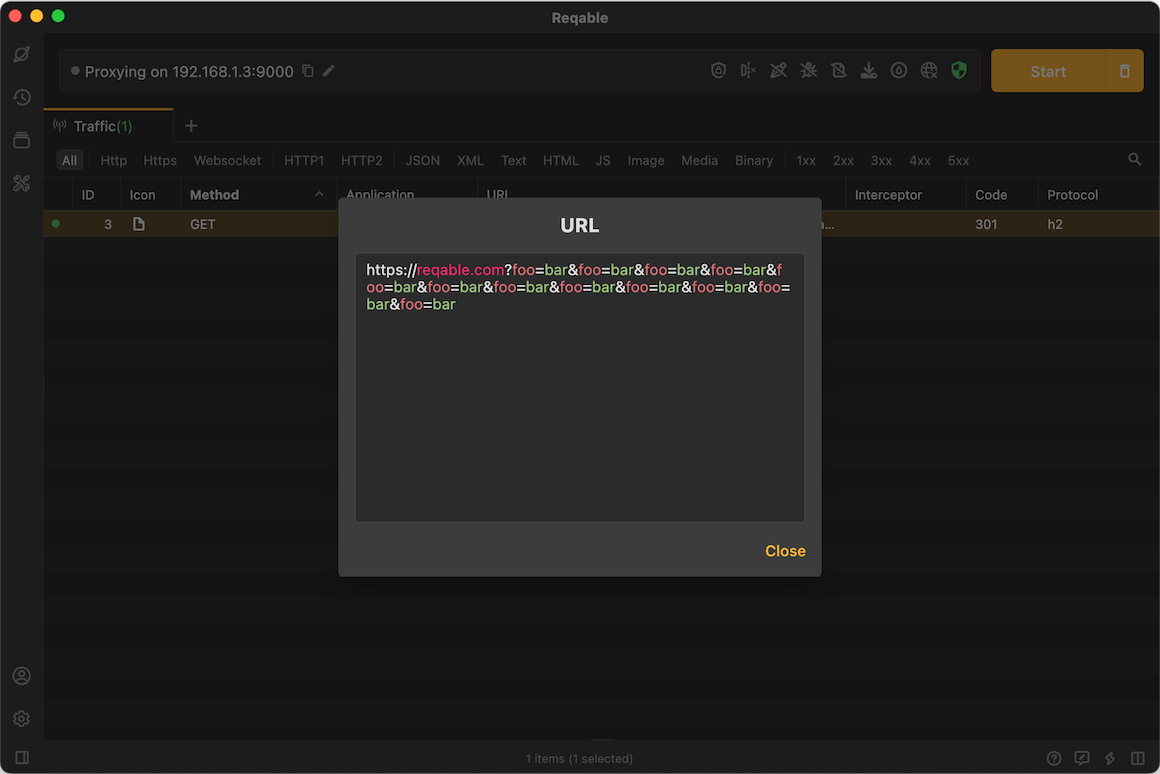 Reqable
Proxying on 192.168.1.3:9000
Start
Traffic(1)
All Http Https Websocket HTTP1 HTTP2 JSON XML Text HTML JS Image Media Binary 1xx 2xx 3xx 4xx 5xx
ID Icon Method Application URL Interceptor Code Protocol
3 GET a... 301 h2
URL
https://reqable.com?foo=bar&foo=bar&foo=bar&foo=bar&f
oo=bar&foo=bar&foo=bar&foo=bar&foo=bar&foo=bar&foo=
bar&foo=bar
Close
1 items (1 selected)